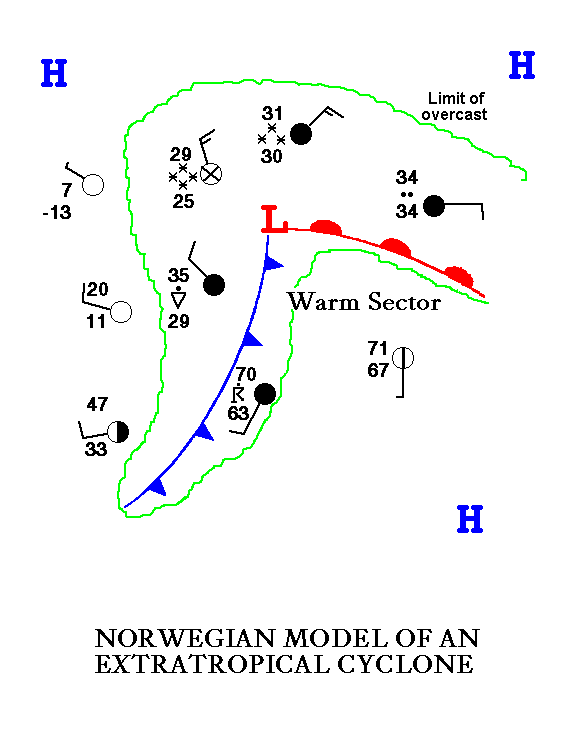 H
H
Limit of
overcast
31
30
29
25
7
-13
34
34
L
35
29
20
11
Warm Sector
71
67
70
R
63
47
33
H
NORWEGIAN MODEL OF AN
EXTRATROPICAL CYCLONE